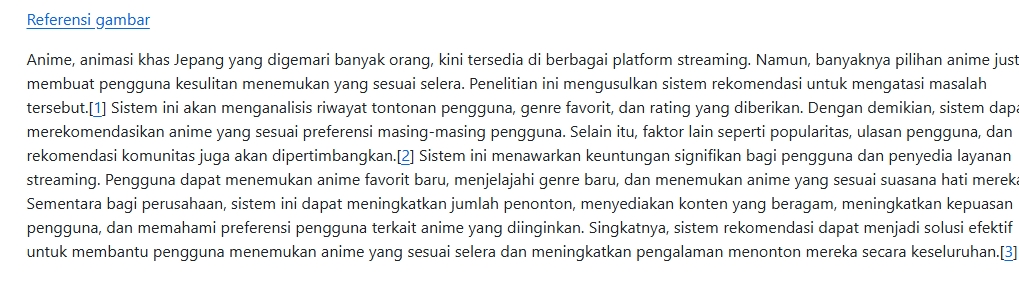 Referensi gambar
Anime, animasi khas Jepang yang digemari banyak orang, kini tersedia di berbagai platform streaming. Namun, banyaknya pilihan anime just
membuat pengguna kesulitan menemukan yang sesuai selera. Penelitian ini mengusulkan sistem rekomendasi untuk mengatasi masalah
tersebut.[1] Sistem ini akan menganalisis riwayat tontonan pengguna, genre favorit, dan rating yang diberikan. Dengan demikian, sistem dapa
merekomendasikan anime yang sesuai preferensi masing-masing pengguna. Selain itu, faktor lain seperti popularitas, ulasan pengguna, dan
rekomendasi komunitas juga akan dipertimbangkan.[2] Sistem ini menawarkan keuntungan signifikan bagi pengguna dan penyedia layanan
streaming. Pengguna dapat menemukan anime favorit baru, menjelajahi genre baru, dan menemukan anime yang sesuai suasana hati mereka
Sementara bagi perusahaan, sistem ini dapat meningkatkan jumlah penonton, menyediakan konten yang beragam, meningkatkan kepuasan
pengguna, dan memahami preferensi pengguna terkait anime yang diinginkan. Singkatnya, sistem rekomendasi dapat menjadi solusi efektif
untuk membantu pengguna menemukan anime yang sesuai selera dan meningkatkan pengalaman menonton mereka secara keseluruhan.[3]